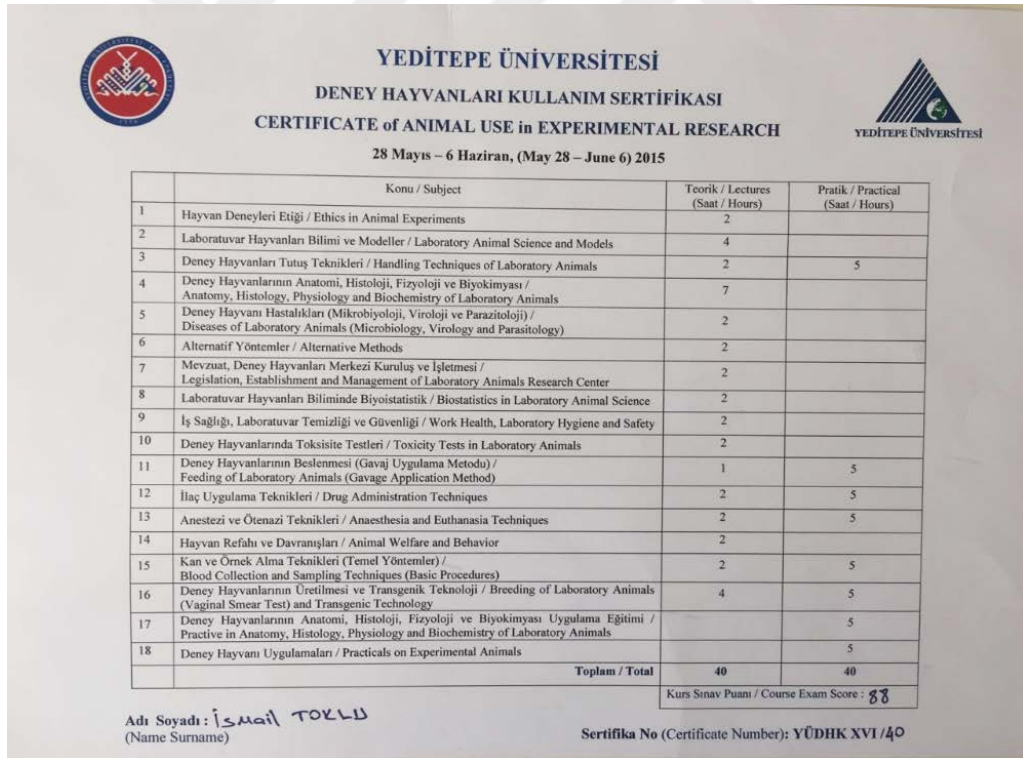 YEDİTEPE ÜNİVERSİTESİ
DENEY HAYVANLARI KULLANIM SERTİFİKASI
CERTIFICATE of ANIMAL USE in EXPERIMENTAL RESEARCH
YEDİTEPE ÜNİVERSİTESİ
28 Mayıs – 6 Haziran, (May 28 – June 6) 2015
Konu / Subject Teorik / Lectures (Saat / Hours) Pratik / Practical (Saat / Hours)
1 Hayvan Deneyleri Etiği / Ethics in Animal Experiments 2
2 Laboratuvar Hayvanları Bilimi ve Modeller / Laboratory Animal Science and Models 4
3 Deney Hayvanları Tutuş Teknikleri / Handling Techniques of Laboratory Animals 2 5
4 Deney Hayvanlarının Anatomi, Histoloji, Fizyoloji ve Biyokimyası /
Anatomy, Histology, Physiology and Biochemistry of Laboratory Animals 7
5 Deney Hayvanı Hastalıkları (Mikrobiyoloji, Viroloji ve Parazitoloji) /
Diseases of Laboratory Animals (Microbiology, Virology and Parasitology) 2
6 Alternatif Yöntemler / Alternative Methods 2
7 Mevzuat, Deney Hayvanları Merkezi Kuruluş ve İşletmesi /
Legislation, Establishment and Management of Laboratory Animals Research Center 2
8 Laboratuvar Hayvanları Biliminde Biyoistatistik / Biostatistics in Laboratory Animal Science 2
9 İş Sağlığı, Laboratuvar Temizliği ve Güvenliği / Work Health, Laboratory Hygiene and Safety 2
10 Deney Hayvanlarında Toksisite Testleri / Toxicity Tests in Laboratory Animals 2
11 Deney Hayvanlarının Beslenmesi (Gavaj Uygulama Metodu) /
Feeding of Laboratory Animals (Gavage Application Method) 1 5
12 İlaç Uygulama Teknikleri / Drug Administration Techniques 2 5
13 Anestezi ve Ötenazi Teknikleri / Anaesthesia and Euthanasia Techniques 2 5
14 Hayvan Refahı ve Davranışları / Animal Welfare and Behavior 2
15 Kan ve Örnek Alma Teknikleri (Temel Yöntemler) /
Blood Collection and Sampling Techniques (Basic Procedures) 2 5
16 Deney Hayvanlarının Üretilmesi ve Transgenik Teknoloji / Breeding of Laboratory Animals
(Vaginal Smear Test) and Transgenic Technology 4 5
17 Deney Hayvanlarının Anatomi, Histoloji, Fizyoloji ve Biyokimyası Uygulama Eğitimi /
Practive in Anatomy, Histology, Physiology and Biochemistry of Laboratory Animals 5
18 Deney Hayvanı Uygulamaları / Practicals on Experimental Animals 5
Toplam / Total 40 40
Kurs Sınav Puanı / Course Exam Score : 88
Adı Soyadı : İsmail TOKLU
(Name Surname)
Sertifika No (Certificate Number): YÜDHK XVI /40